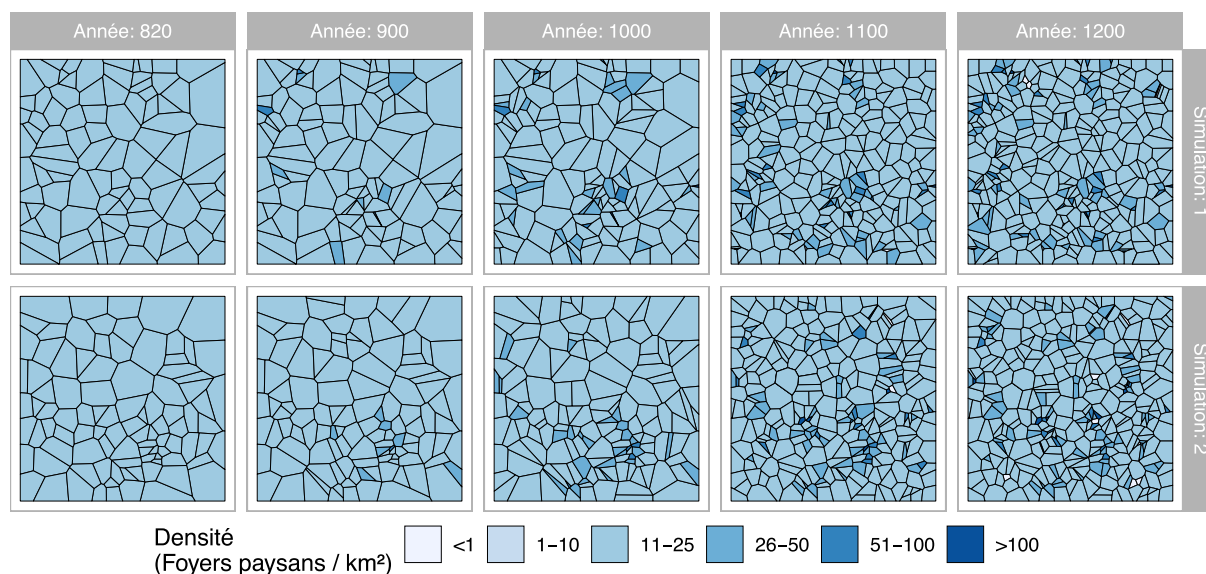 Année: 820
Année: 900
Année: 1000
Année: 1100
Année: 1200
Simulation: 1
Simulation: 2
Densité
(Foyers paysans / km²)
<1
1–10
11–25
26–50
51–100
>100